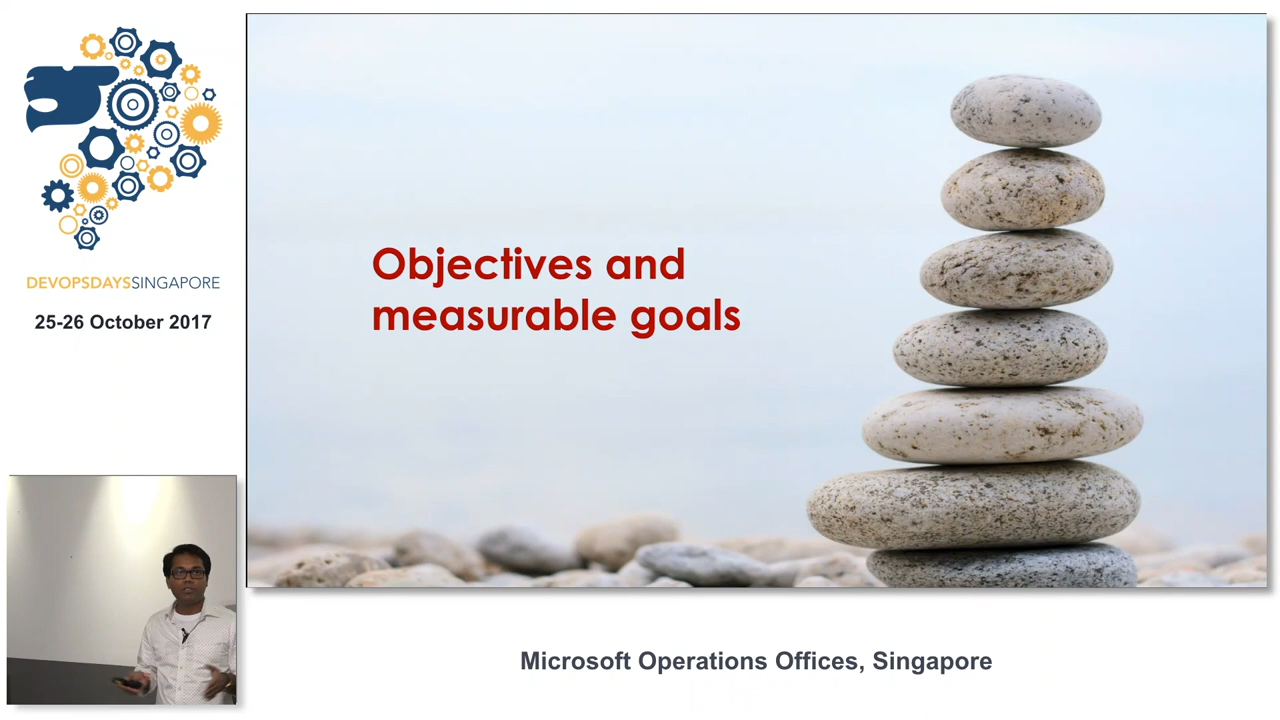 DEVOPSDAYSSINGAPORE
25-26 October 2017
Objectives and
measurable goals
Microsoft Operations Offices, Singapore